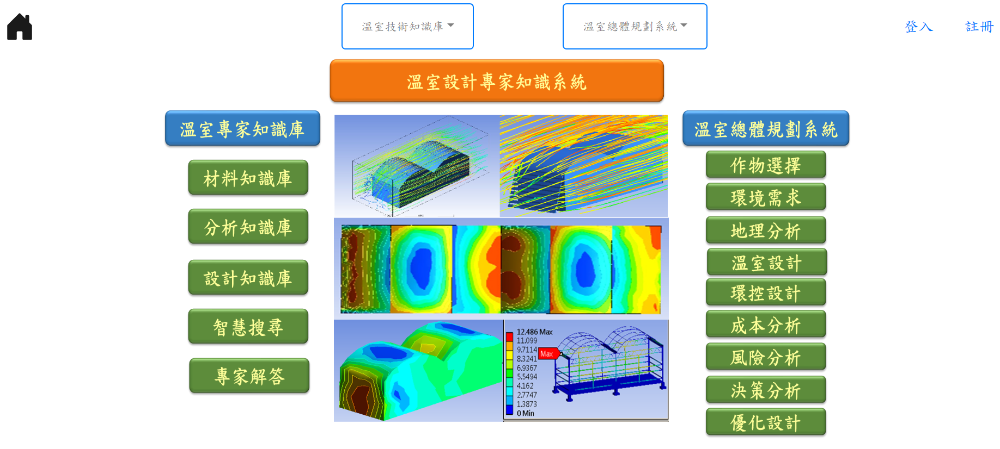 溫室技術知識庫
溫室總體規劃系統
登入
註冊
溫室設計專家知識系統
溫室專家知識庫
材料知識庫
分析知識庫
設計知識庫
智慧搜尋
專家解答
12.486 Max
11.099
9.7114
8.3241
6.9367
5.5494
4.162
2.7747
1.3873
0 Min
Max
溫室總體規劃系統
作物選擇
環境需求
地理分析
溫室設計
環控設計
成本分析
風險分析
決策分析
優化設計